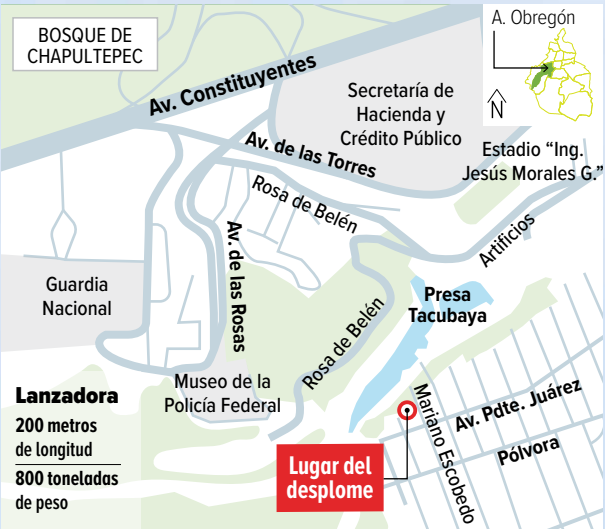 BOSQUE DE
CHAPULTEPEC
A. Obregón
N
Av. Constituyentes
Secretaría de
Hacienda y
Crédito Público
Av. de las Torres
Estadio “Ing.
Jesús Morales G.”
Rosa de Belén
Artificios
Av. de las Rosas
Guardia
Nacional
Presa
Tacubaya
Rosa de Belén
Museo de la
Policía Federal
Mariano Escobedo
Av. Pdte. Juárez
Pólvora
Lanzadora
200 metros
de longitud
800 toneladas
de peso
Lugar del
desplome